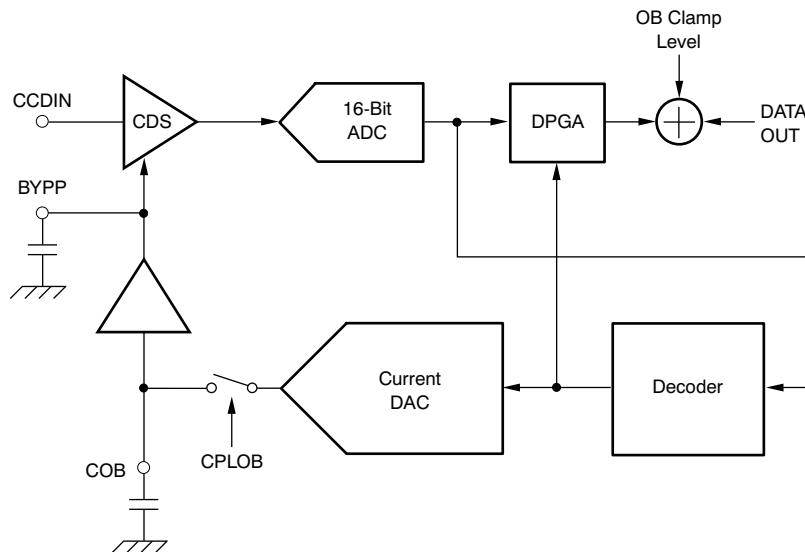 OB Clamp
Level
CCDIN
CDS
16-Bit
ADC
DPGA
DATA
OUT
BYPP
Current
DAC
Decoder
CPLOB
COB